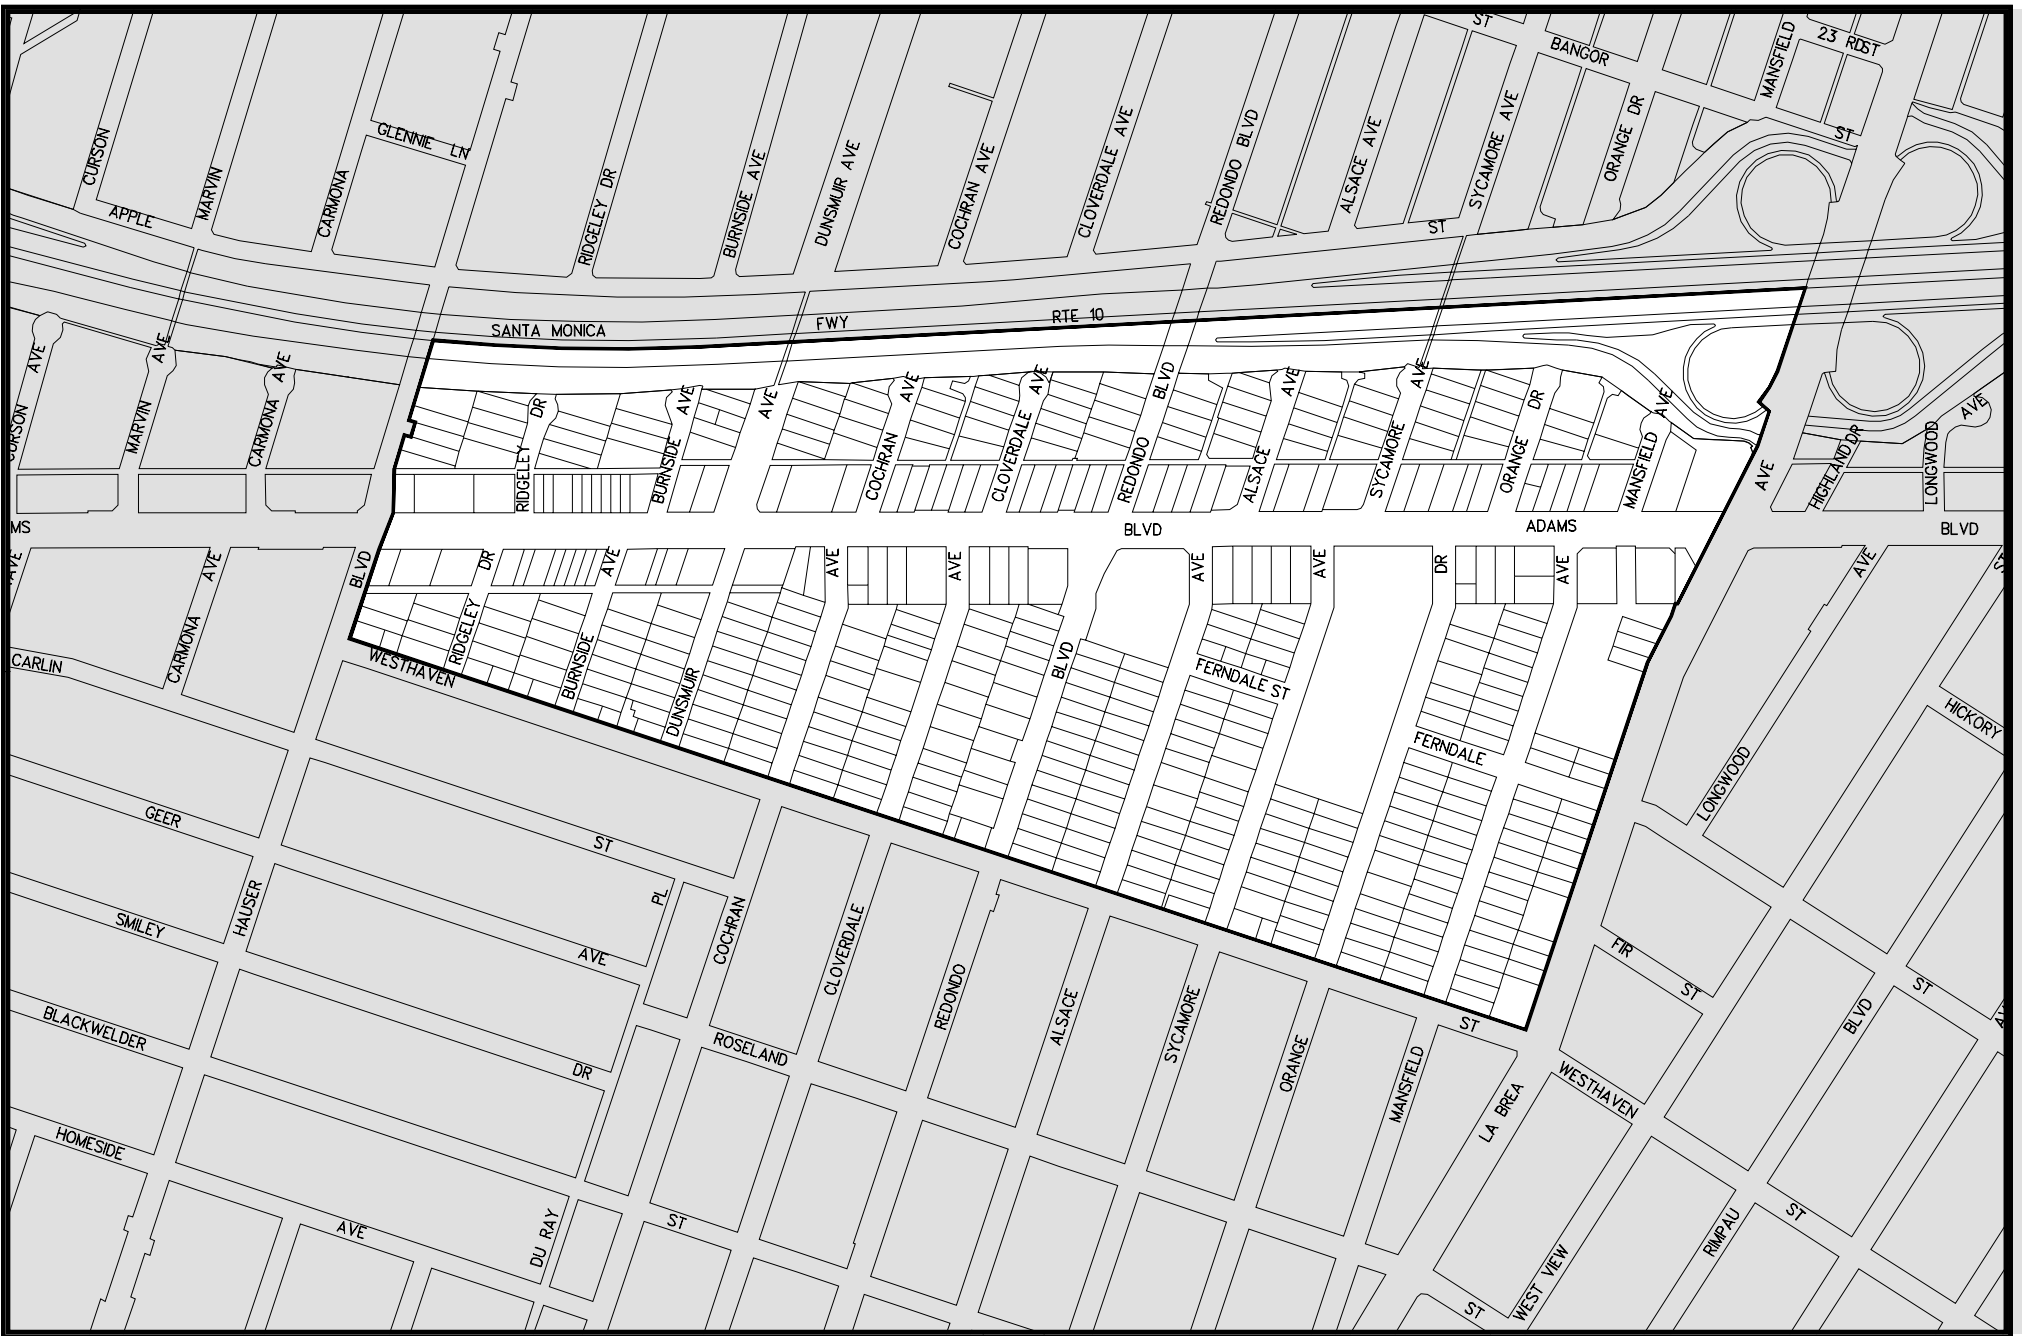 ST
BANGOR
MANSFIELD
23 RD ST
CURSON
MARVIN
CARMONA
GLENNIE LN
RIDGELEY DR
BURNSIDE AVE
DUNSMUIR AVE
COCHRAN AVE
CLOVERDALE AVE
REDONDO BLVD
ALSACE AVE
SYCAMORE AVE
ORANGE DR
ST
APPLE
ST
SANTA MONICA
FWY
RTE 10
AVE
AVE
AVE
CURSON
MARVIN
CARMONA
DR
AVE
AVE
AVE
AVE
BLVD
AVE
AVE
DR
AVE
AVE
RIDGELEY
BURNSIDE
COCHRAN
CLOVERDALE
REDONDO
ALSACE
SYCAMORE
ORANGE
MANSFIELD
AVE
HIGHLAND DR
LONGWOOD
MS
BLVD
ADAMS
BLVD
AVE
AVE
BLVD
DR
AVE
AVE
AVE
AVE
AVE
DR
AVE
AVE
ST
CARLIN
CARMONA
WESTHAVEN
RIDGELEY
BURNSIDE
DUNSMUIR
BLVD
FERNDALE ST
FERNDALE
HICKORY
LONGWOOD
GEER
ST
HAUSER
PL
SMILEY
AVE
COCHRAN
CLOVERDALE
REDONDO
ALSACE
SYCAMORE
ORANGE
MANSFIELD
ST
FIR
ST
BLVD
ST
BLACKWELDER
DR
ROSELAND
LA BREA
WESTHAVEN
HOMESIDE
AVE
DU RAY
ST
WEST VIEW
RIMPAU
ST
ST